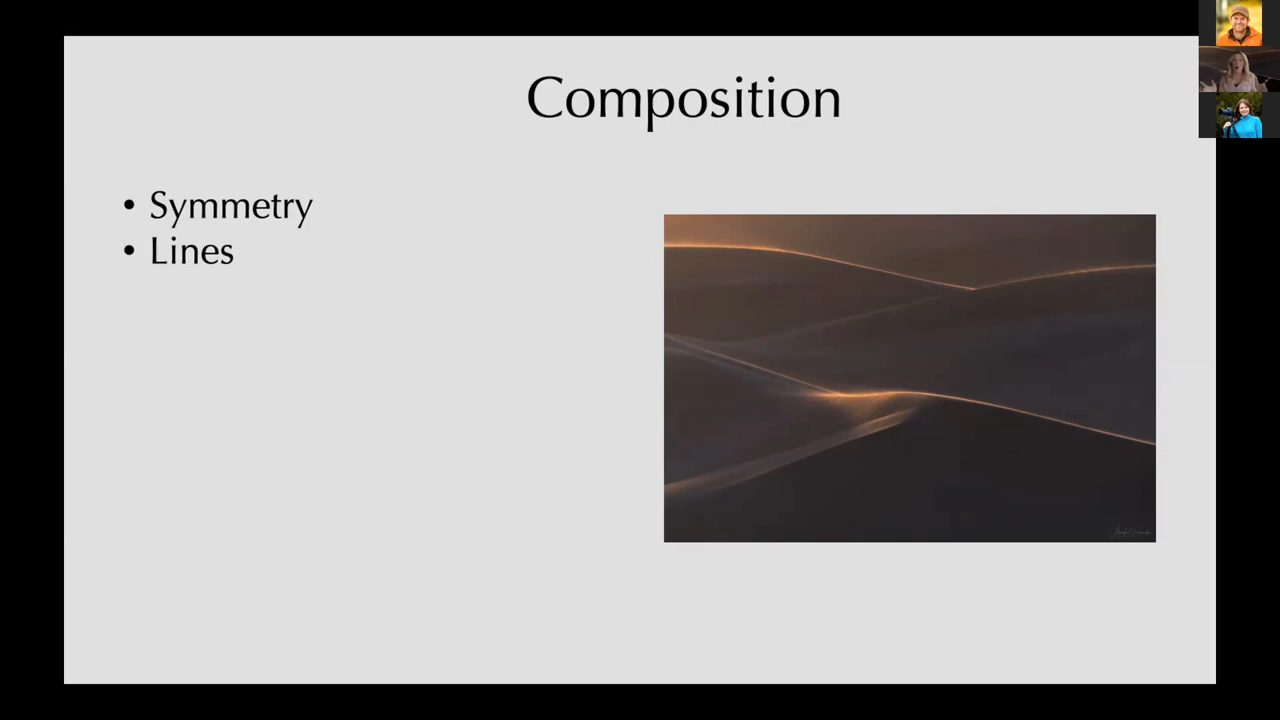 Composition
• Symmetry
• Lines